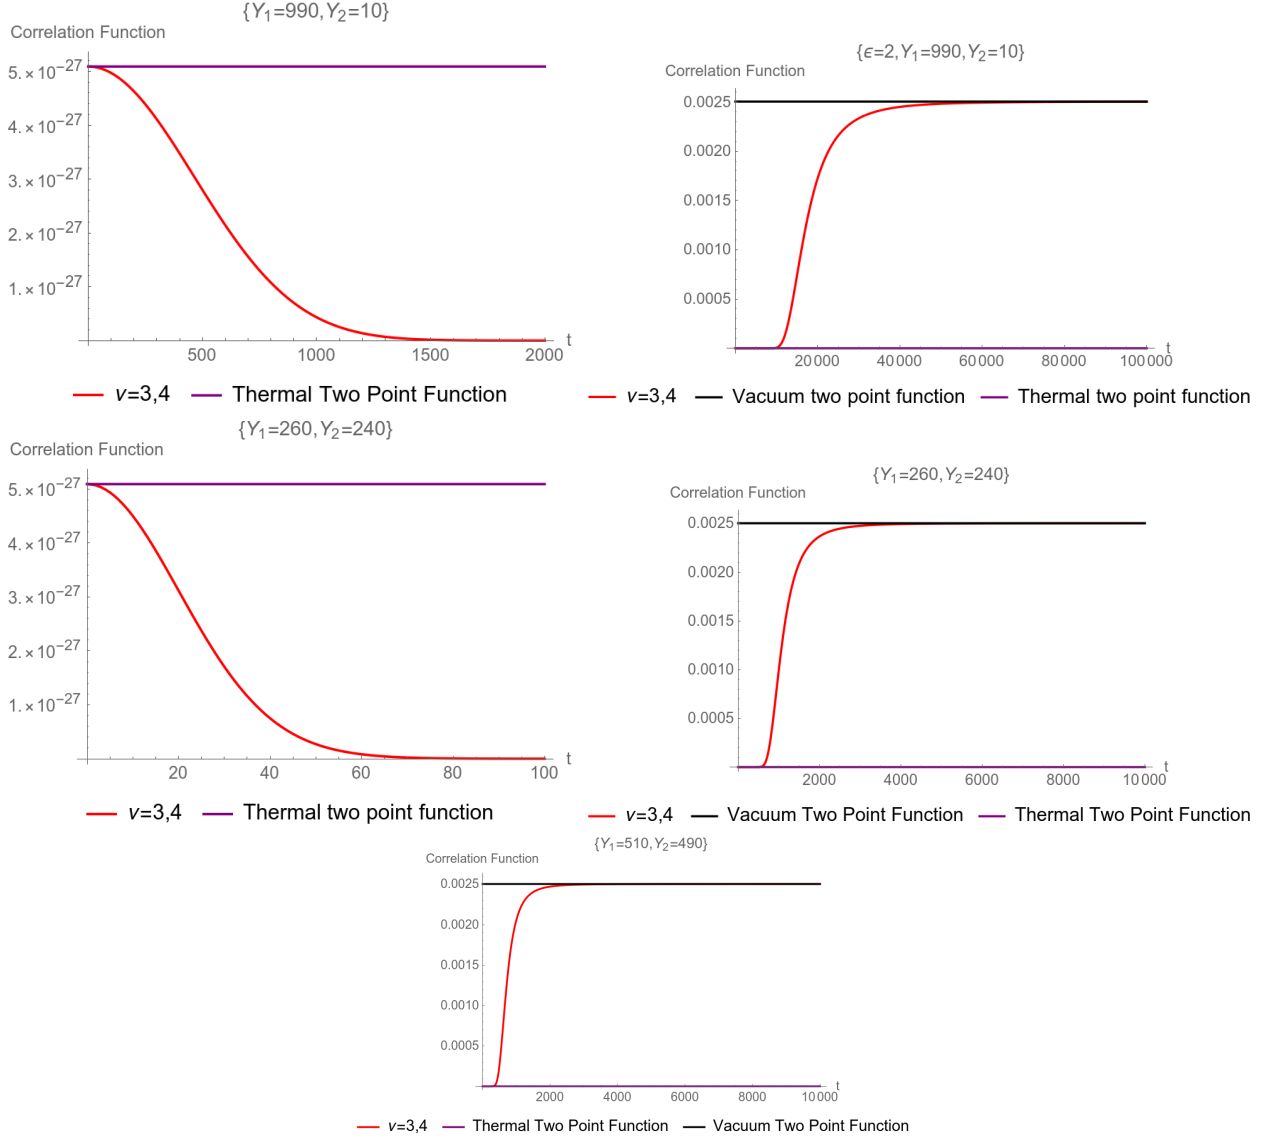 {Y₁=990,Y₂=10}
Correlation Function
5.×10⁻²⁷
4.×10⁻²⁷
3.×10⁻²⁷
2.×10⁻²⁷
1.×10⁻²⁷
500 1000 1500 2000 t
ν=3,4 Thermal Two Point Function
{ϵ=2,Y₁=990,Y₂=10}
Correlation Function
0.0025
0.0020
0.0015
0.0010
0.0005
20000 40000 60000 80000 100000 t
ν=3,4 Vacuum two point function Thermal two point function
{Y₁=260,Y₂=240}
Correlation Function
5.×10⁻²⁷
4.×10⁻²⁷
3.×10⁻²⁷
2.×10⁻²⁷
1.×10⁻²⁷
20 40 60 80 100 t
ν=3,4 Thermal two point function
{Y₁=260,Y₂=240}
Correlation Function
0.0025
0.0020
0.0015
0.0010
0.0005
2000 4000 6000 8000 10000 t
ν=3,4 Vacuum Two Point Function Thermal Two Point Function
{Y₁=510,Y₂=490}
Correlation Function
0.0025
0.0020
0.0015
0.0010
0.0005
2000 4000 6000 8000 10000 t
ν=3,4 Thermal Two Point Function Vacuum Two Point Function